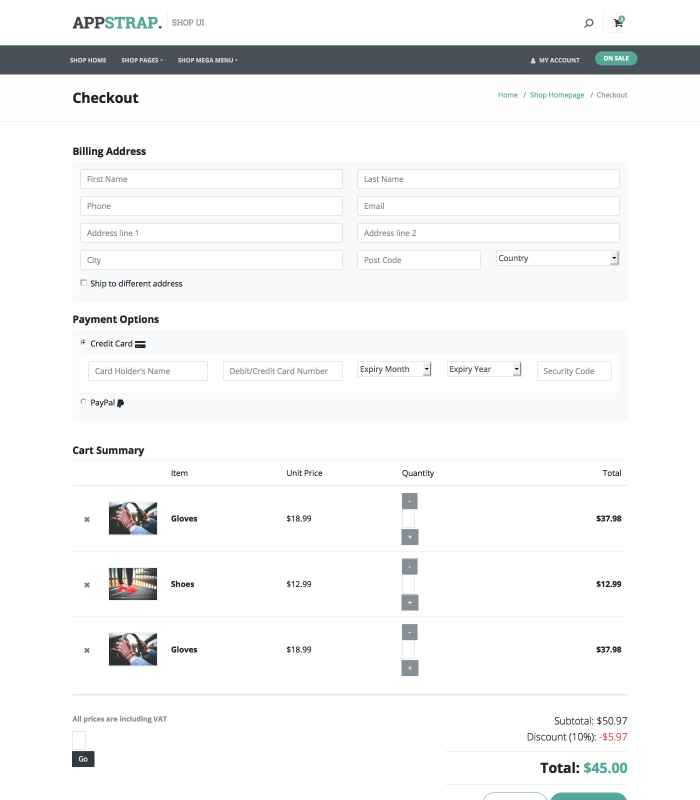 APPSTRAP. SHOP UI
3
SHOP HOME SHOP PAGES SHOP MEGA MENU MY ACCOUNT ON SALE
Checkout Home / Shop Homepage / Checkout
Billing Address
First Name Last Name
Phone Email
Address line 1 Address line 2
City Post Code Country
Ship to different address
Payment Options
Credit Card
Card Holder's Name Debit/Credit Card Number Expiry Month Expiry Year Security Code
PayPal
Cart Summary
Item Unit Price Quantity Total
-
Gloves $18.99 $37.98
+
-
Shoes $12.99 $12.99
+
-
Gloves $18.99 $37.98
+
All prices are including VAT Subtotal: $50.97
Discount (10%): -$5.97
Go
Total: $45.00